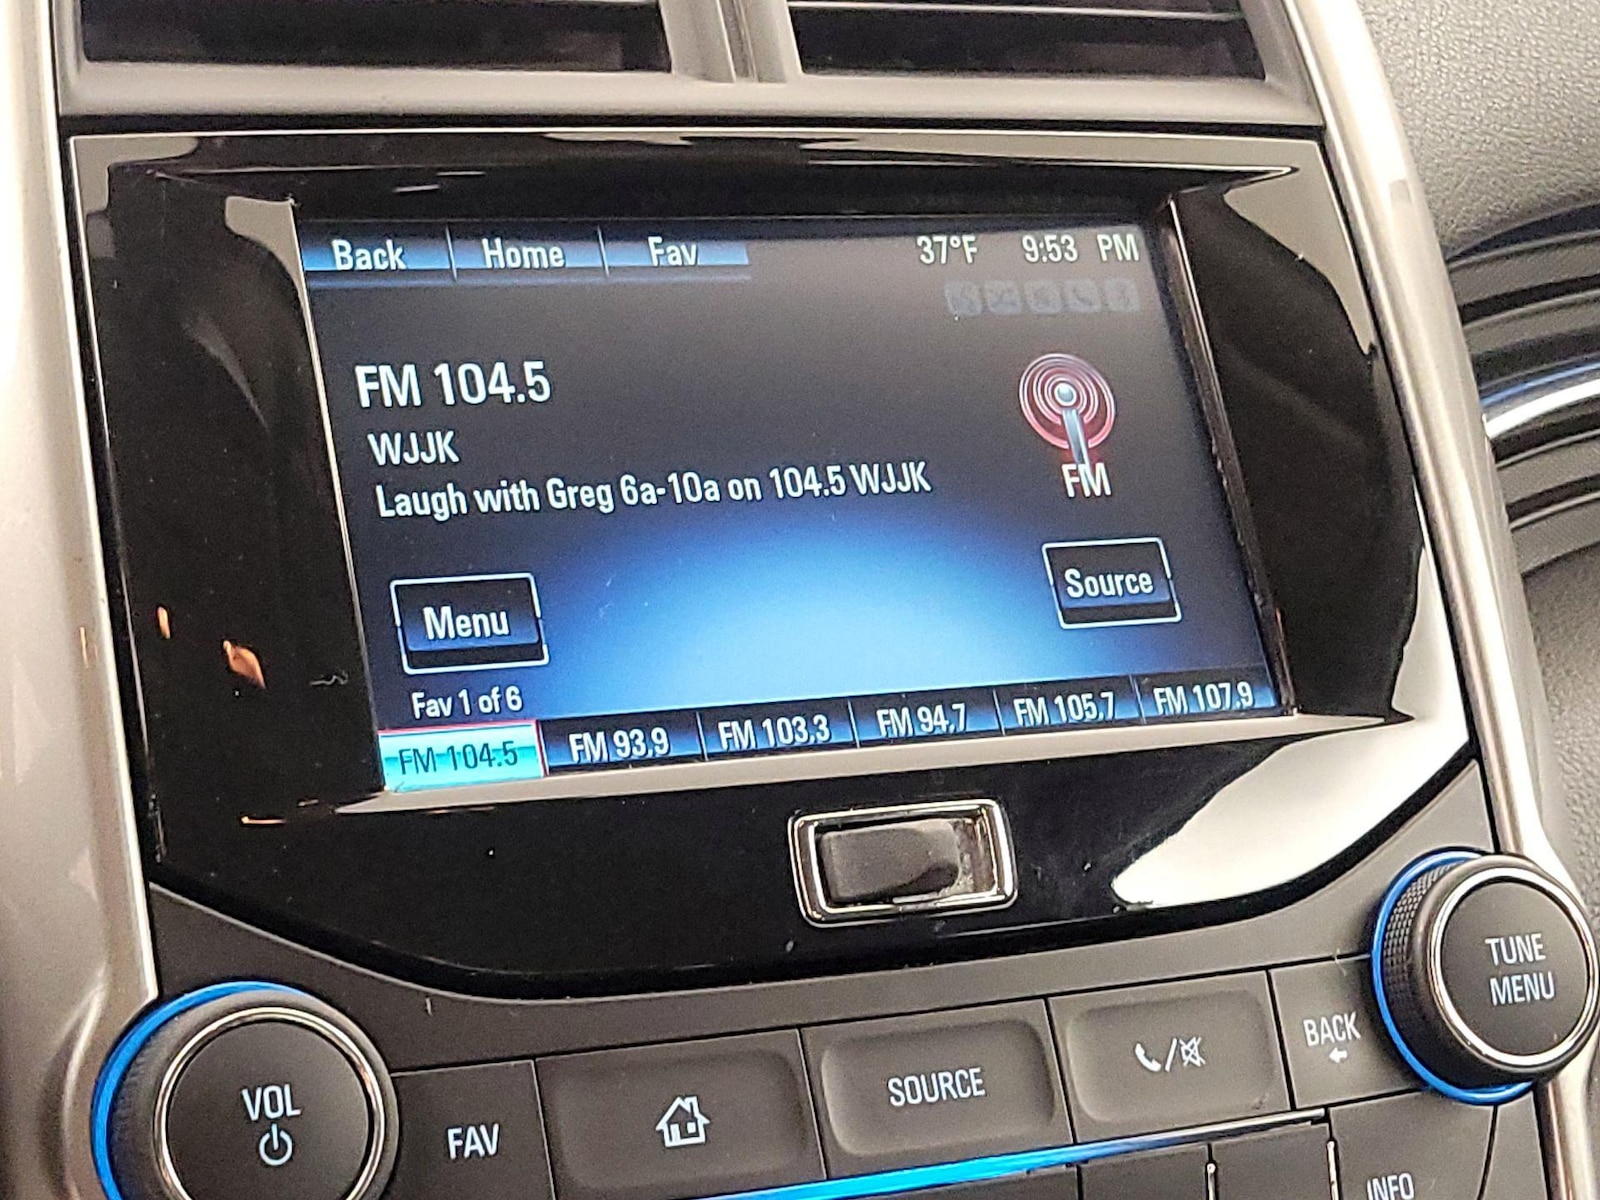 Back Home Fav 37°F 9:53 PM
FM 104.5
WJJK
Laugh with Greg 6a-10a on 104.5 WJJK
FM
Menu
Source
Fav 1 of 6
FM 104.5 FM 93.9 FM 103.3 FM 94.7 FM 105.7 FM 107.9
TUNE
MENU
VOL
FAV
SOURCE
BACK
INFO